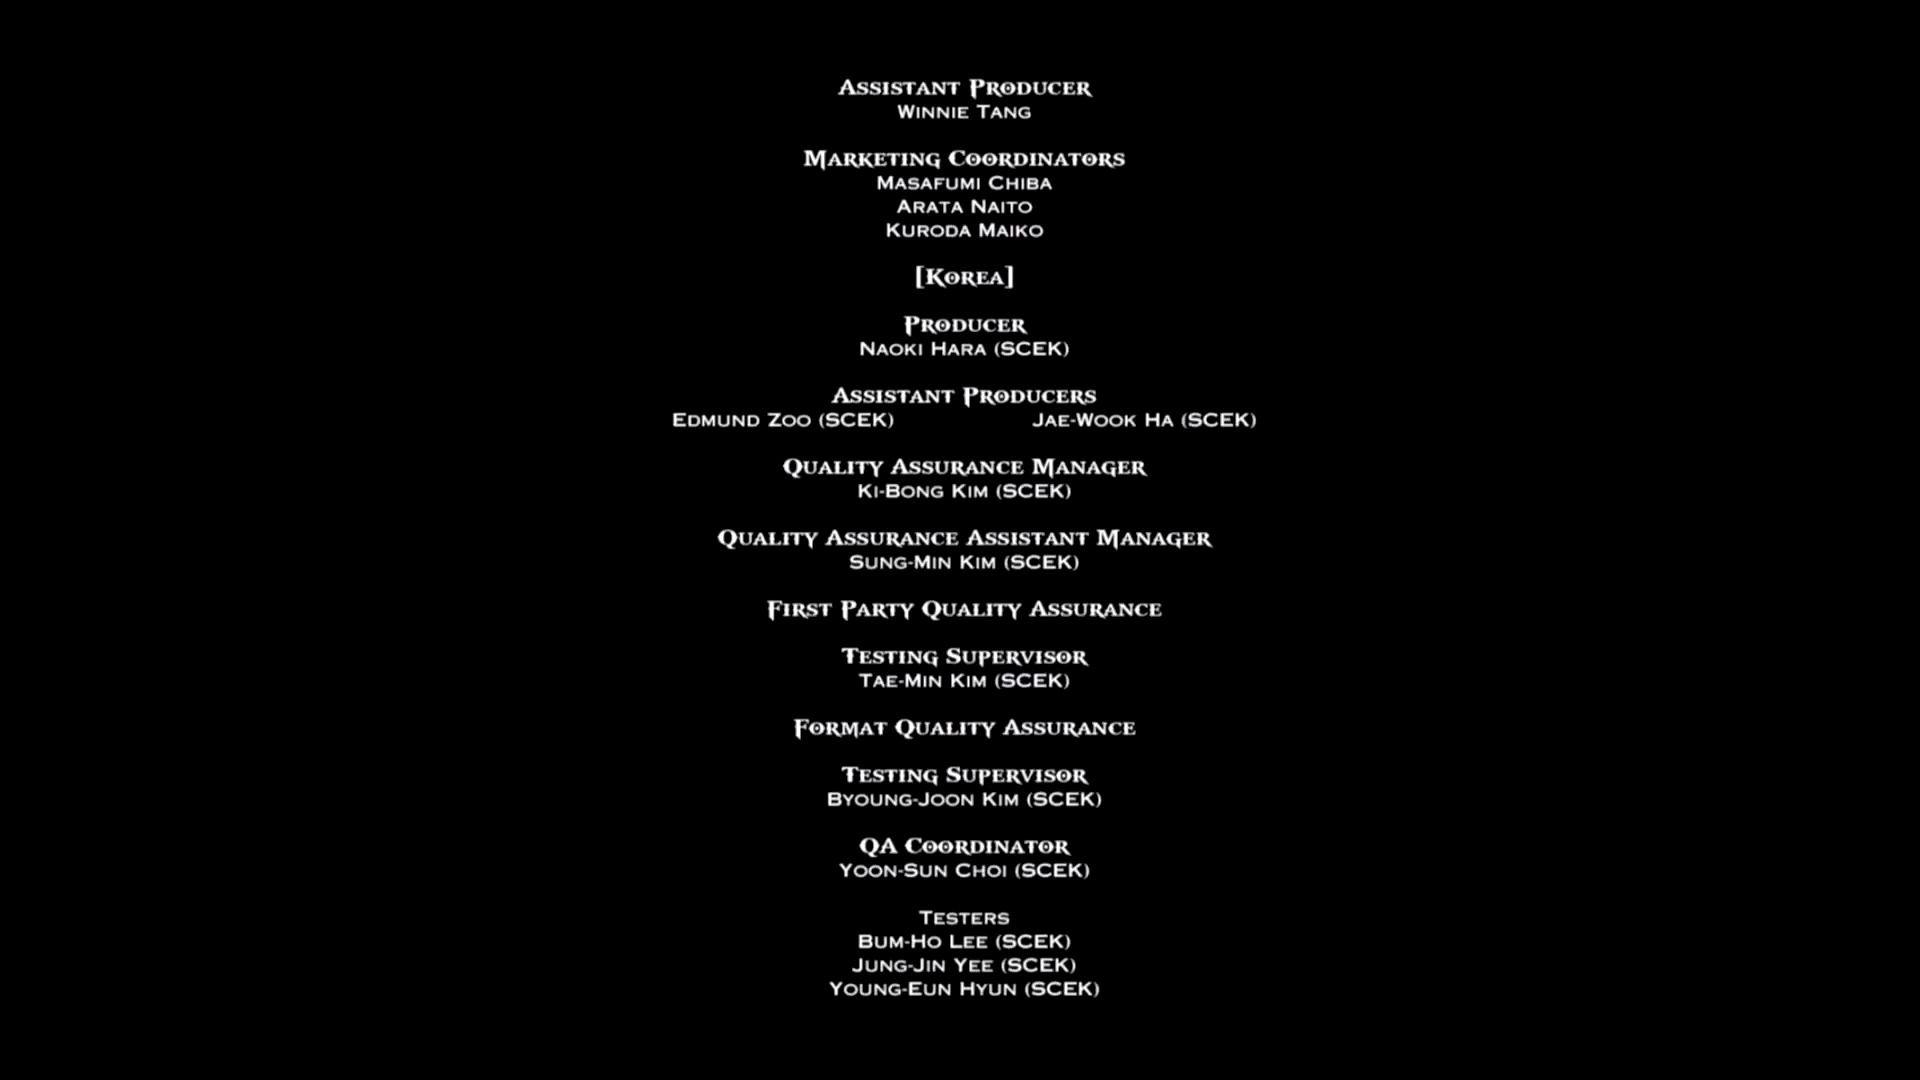 Assistant Producer
Winnie Tang
Marketing Coordinators
Masafumi Chiba
Arata Naito
Kuroda Maiko
[Korea]
Producer
Naoki Hara (SCEK)
Assistant Producers
Edmund Zoo (SCEK) Jae-Wook Ha (SCEK)
Quality Assurance Manager
Ki-Bong Kim (SCEK)
Quality Assurance Assistant Manager
Sung-Min Kim (SCEK)
First Party Quality Assurance
Testing Supervisor
Tae-Min Kim (SCEK)
Format Quality Assurance
Testing Supervisor
Byoung-Joon Kim (SCEK)
QA Coordinator
Yoon-Sun Choi (SCEK)
Testers
Bum-Ho Lee (SCEK)
Jung-Jin Yee (SCEK)
Young-Eun Hyun (SCEK)